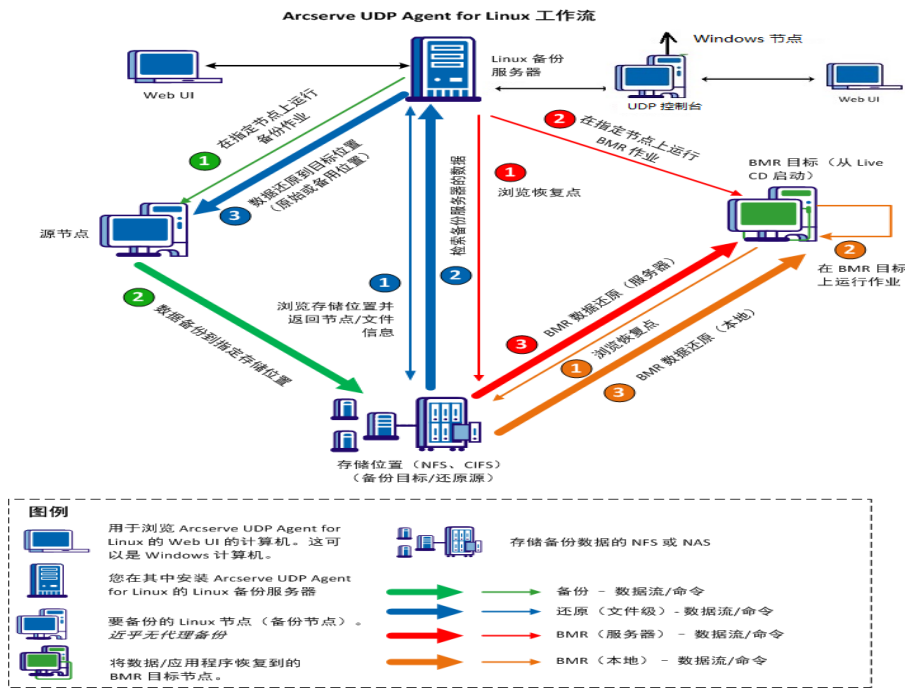 Arcserve UDP Agent for Linux 工作流
Windows 节点
Linux 备份
服务器
Web UI
UDP 控制台
Web UI
在指定节点上运行
备份作业
1
2
在指定节点上运行
BMR 作业
数据还原到目标位置
(原始或备用位置)
3
检索备份服务器的数据
1
浏览恢复点
BMR 目标（从 Live
CD 启动）
源节点
2
在 BMR 目标
上运行作业
2
数据备份到指定存储位置
1
浏览存储位置并
返回节点/文件
信息
2
BMR 数据还原（服务器）
3
浏览恢复点
1
BMR 数据还原（本地）
3
存储位置（NFS、CIFS）
（备份目标/还原源）
图例
用于浏览 Arcserve UDP Agent for
Linux 的 Web UI 的计算机。这可
以是 Windows 计算机。
存储备份数据的 NFS 或 NAS
您在其中安装 Arcserve UDP Agent
for Linux 的 Linux 备份服务器
备份 – 数据流/命令
还原（文件级）- 数据流/命令
要备份的 Linux 节点（备份节点）。
近乎无代理备份
BMR（服务器） – 数据流/命令
将数据/应用程序恢复到的
BMR 目标节点。
BMR（本地） – 数据流/命令